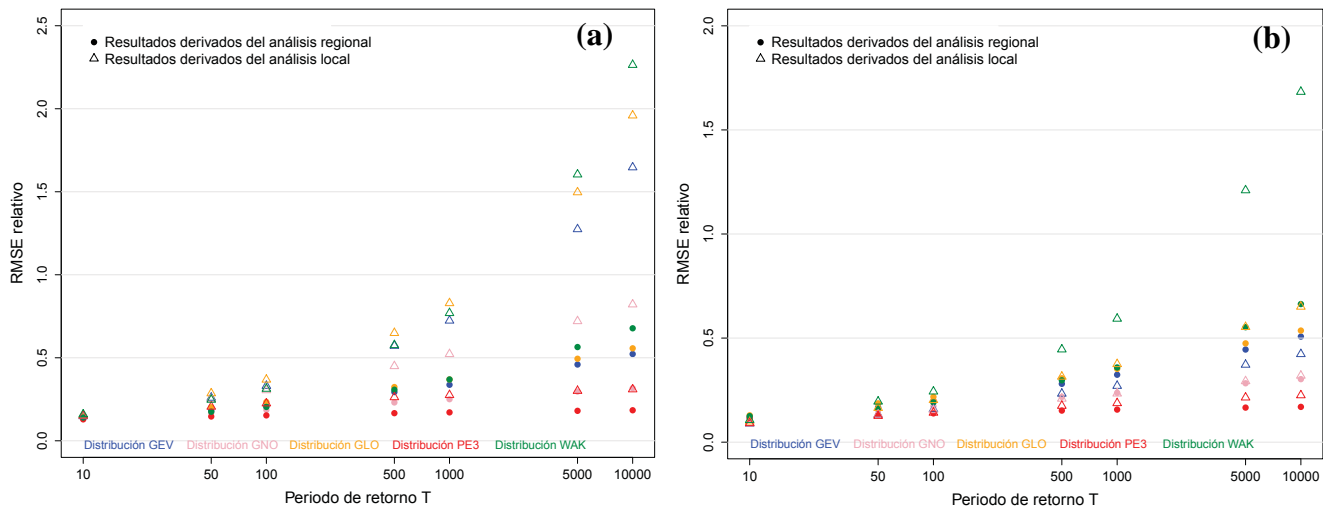 (a)
Resultados derivados del análisis regional
Resultados derivados del análisis local
RMSE relativo
2.5
2.0
1.5
1.0
0.5
0.0
Distribución GEV Distribución GNO Distribución GLO Distribución PE3 Distribución WAK
10 50 100 500 1000 5000 10000
Periodo de retorno T
(b)
Resultados derivados del análisis regional
Resultados derivados del análisis local
RMSE relativo
2.0
1.5
1.0
0.5
0.0
Distribución GEV Distribución GNO Distribución GLO Distribución PE3 Distribución WAK
10 50 100 500 1000 5000 10000
Periodo de retorno T